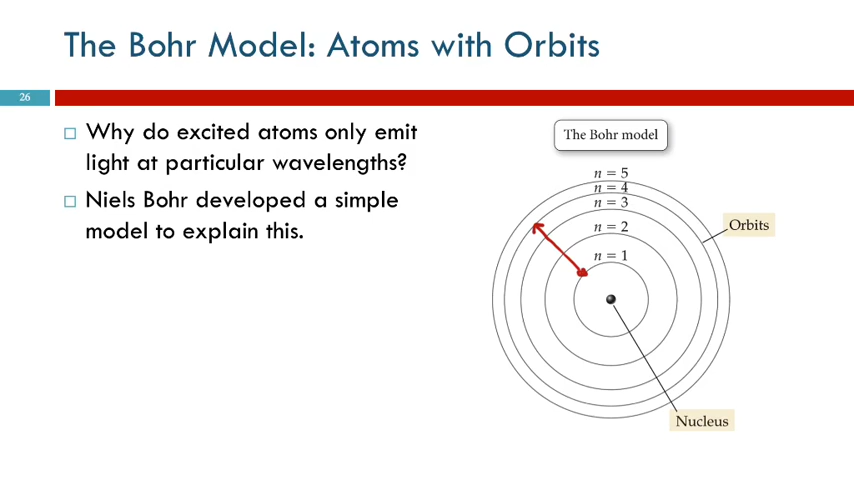 The Bohr Model: Atoms with Orbits
26
Why do excited atoms only emit
light at particular wavelengths?
Niels Bohr developed a simple
model to explain this.
The Bohr model
n = 5
n = 4
n = 3
n = 2
n = 1
Orbits
Nucleus